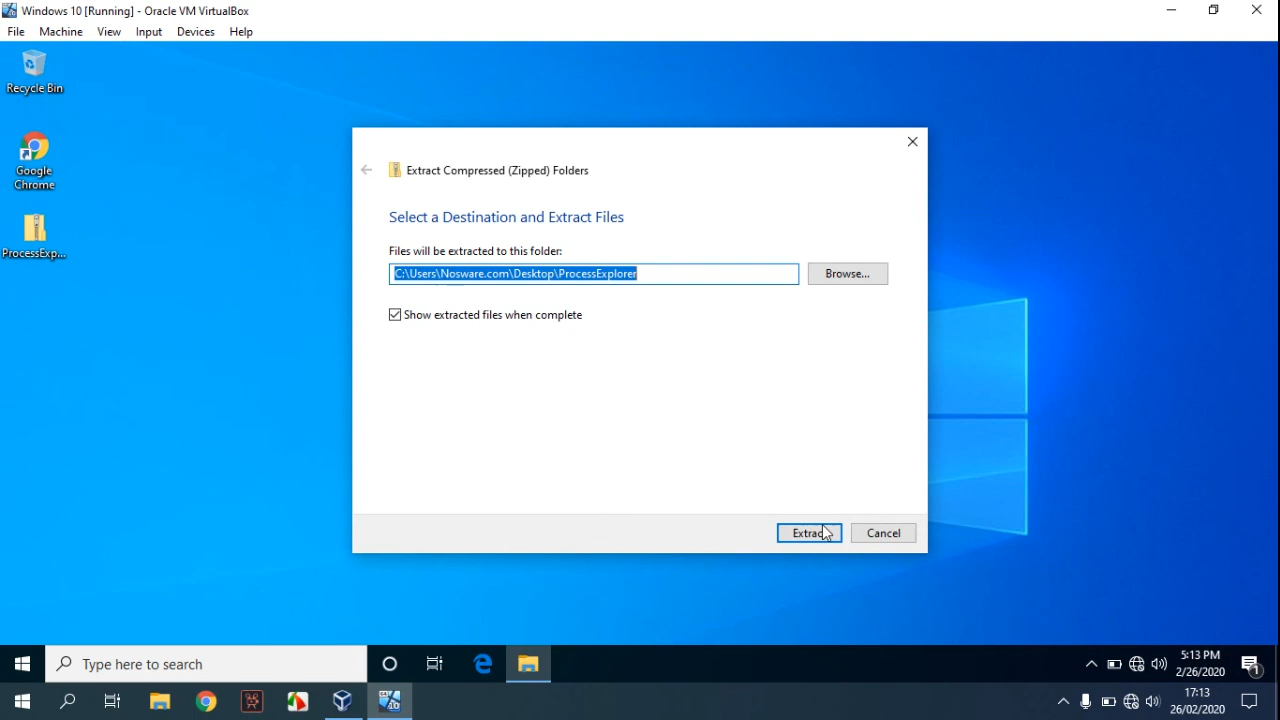 Windows 10 [Running] - Oracle VM VirtualBox
File Machine View Input Devices Help
Recycle Bin
Google
Chrome
ProcessExp...
Extract Compressed (Zipped) Folders
Select a Destination and Extract Files
Files will be extracted to this folder:
C:\Users\Nosware.com\Desktop\ProcessExplorer
Browse...
Show extracted files when complete
Extract Cancel
Type here to search
5:13 PM
2/26/2020
1
17:13
26/02/2020